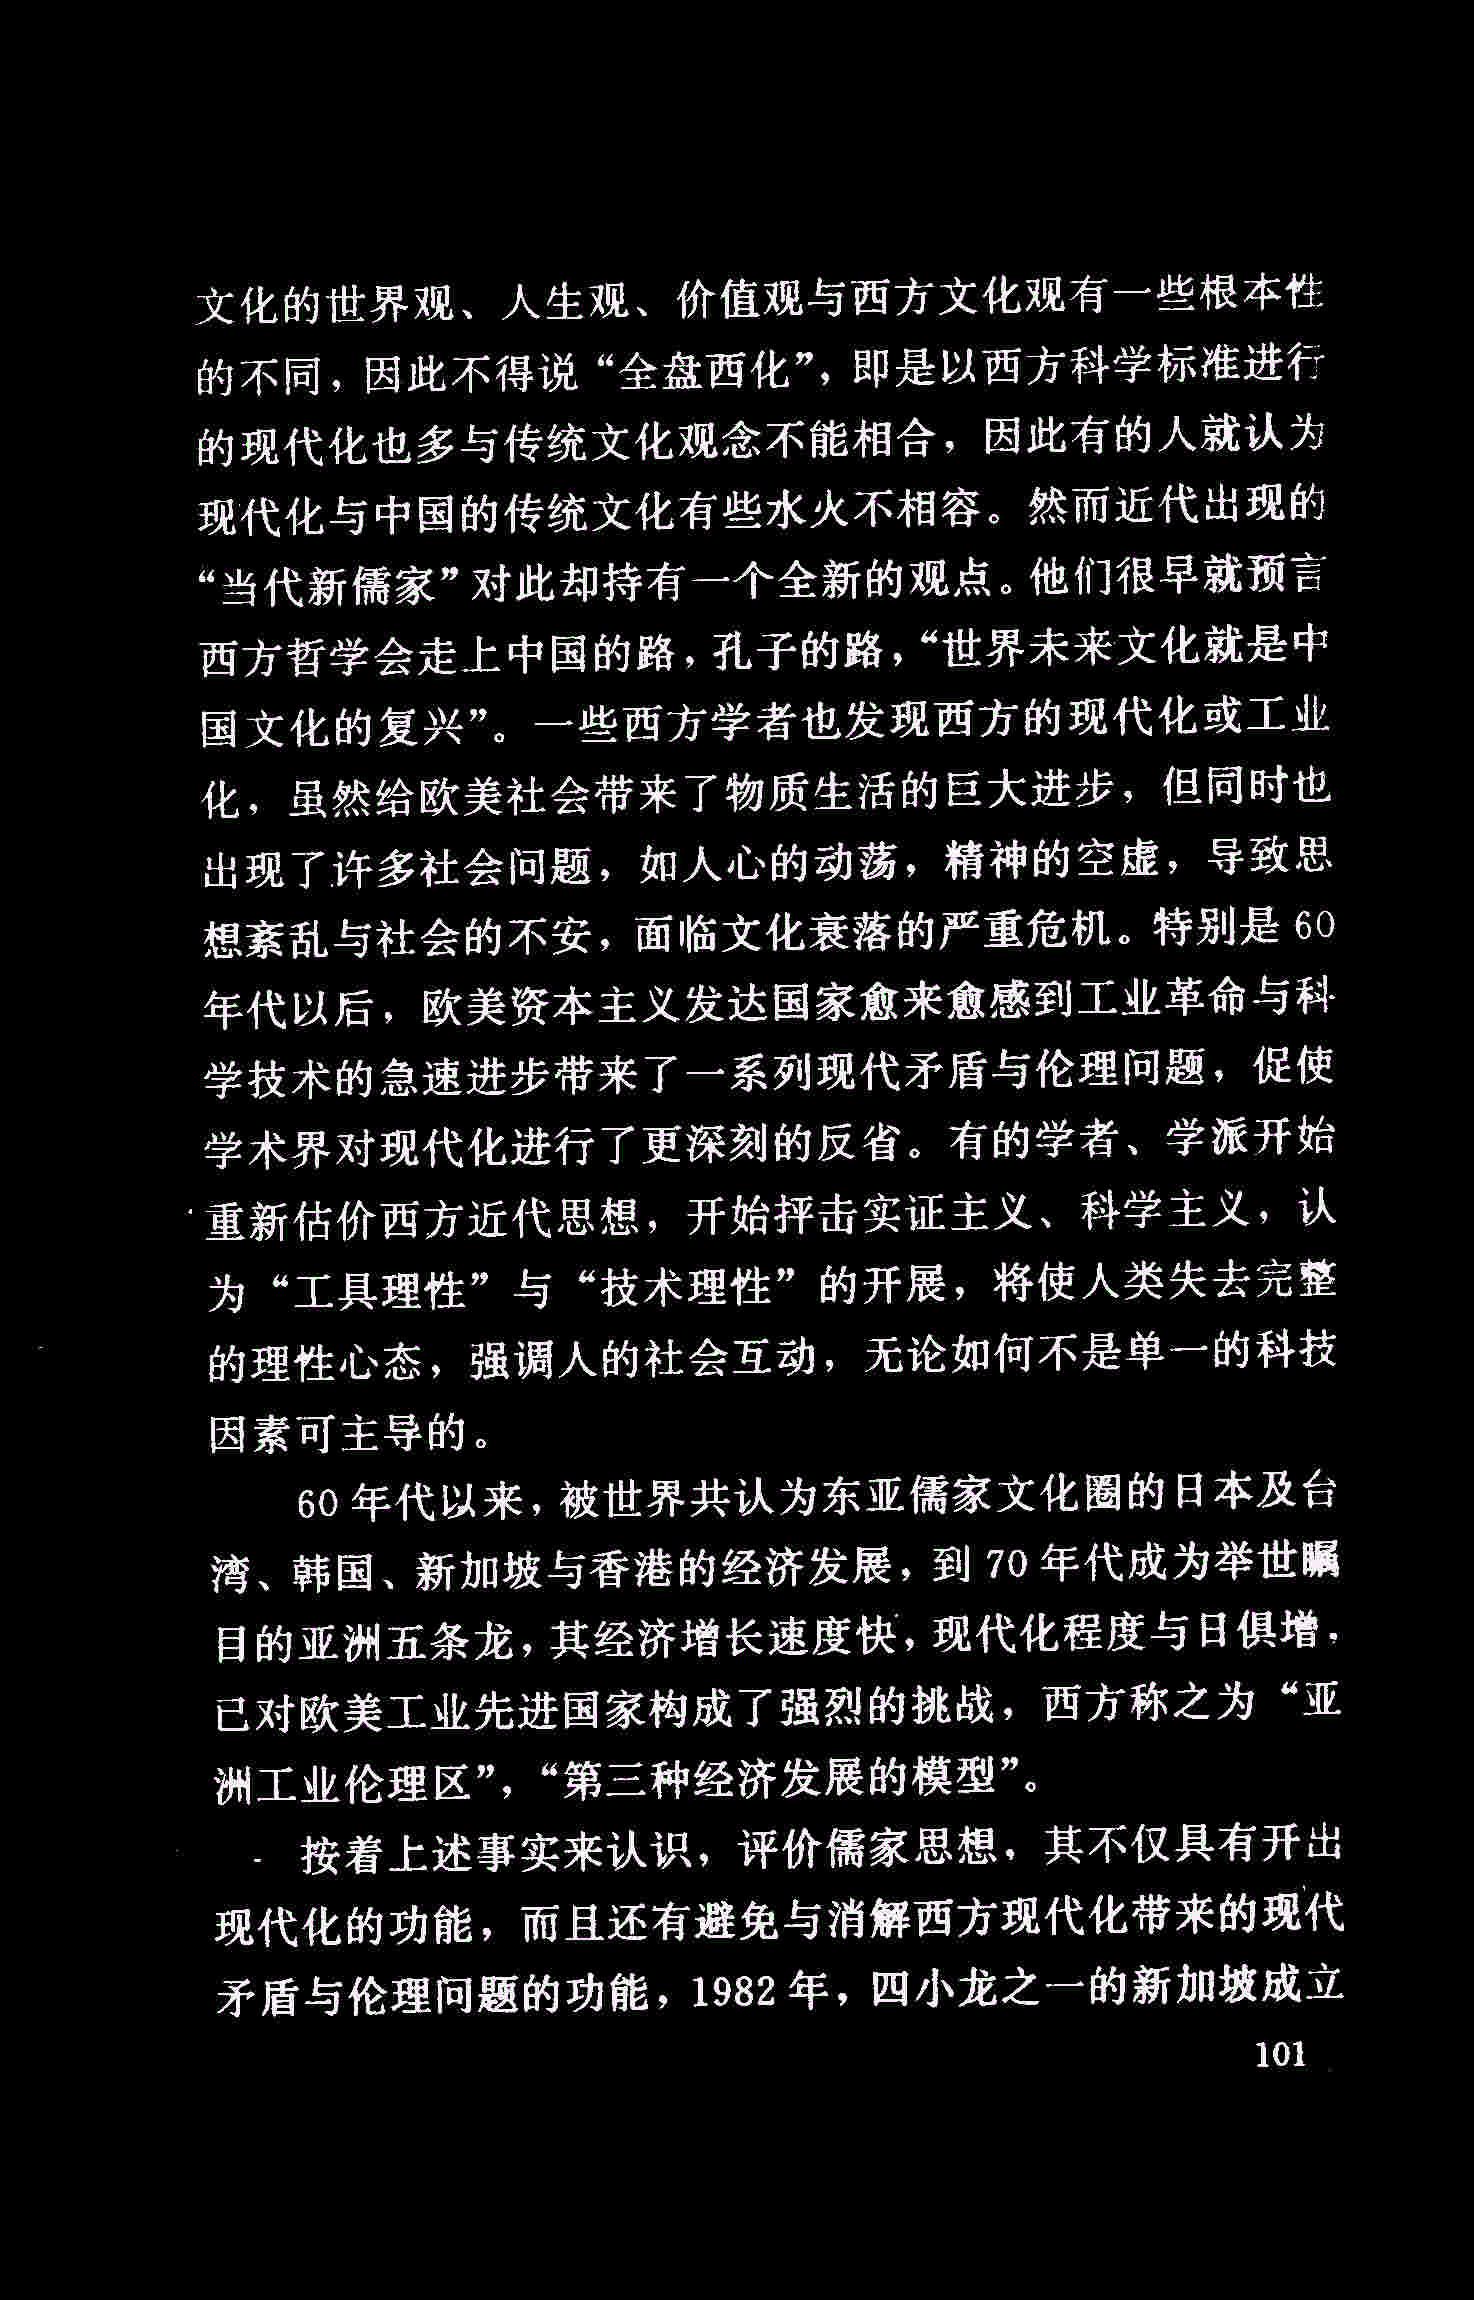 文化的世界观、人生观、价值观与西方文化观有一些根本性
的不同，因此不得说“全盘西化”，即是以西方科学标准进行
的现代化也多与传统文化观念不能相合，因此有的人就认为
现代化与中国的传统文化有些水火不相容。然而近代出现的
“当代新儒家”对此却持有一个全新的观点。他们很早就预言
西方哲学会走上中国的路，孔子的路，“世界未来文化就是中
国文化的复兴”。一些西方学者也发现西方的现代化或工业
化，虽然给欧美社会带来了物质生活的巨大进步，但同时也
出现了许多社会问题，如人心的动荡，精神的空虚，导致思
想紊乱与社会的不安，面临文化衰落的严重危机。特别是 60
年代以后，欧美资本主义发达国家愈来愈感到工业革命与科
学技术的急速进步带来了一系列现代矛盾与伦理问题，促使
学术界对现代化进行了更深刻的反省。有的学者、学派开始
重新估价西方近代思想，开始抨击实证主义、科学主义，认
为“工具理性”与“技术理性”的开展，将使人类失去完整
的理性心态，强调人的社会互动，无论如何不是单一的科技
因素可主导的。
60 年代以来，被世界共认为东亚儒家文化圈的日本及台
湾、韩国、新加坡与香港的经济发展，到 70 年代成为举世瞩
目的亚洲五条龙，其经济增长速度快，现代化程度与日俱增，
已对欧美工业先进国家构成了强烈的挑战，西方称之为“亚
洲工业伦理区”，“第三种经济发展的模型”。
按着上述事实来认识，评价儒家思想，其不仅具有开出
现代化的功能，而且还有避免与消解西方现代化带来的现代
矛盾与伦理问题的功能，1982 年，四小龙之一的新加坡成立
101